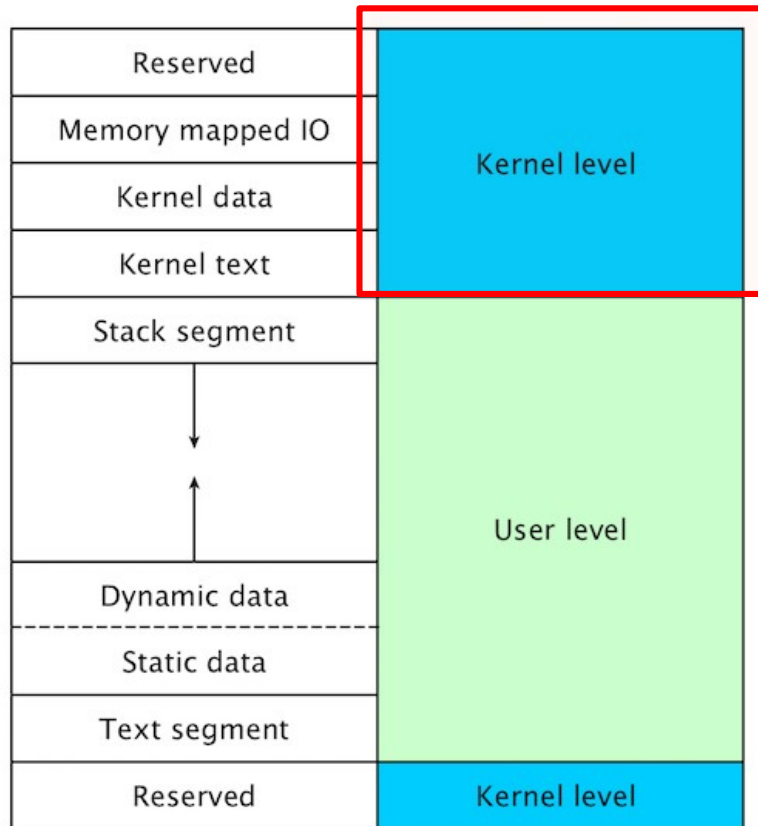 Reserved
Memory mapped IO
Kernel data
Kernel text
Stack segment
Dynamic data
Static data
Text segment
Reserved
Kernel level
User level
Kernel level